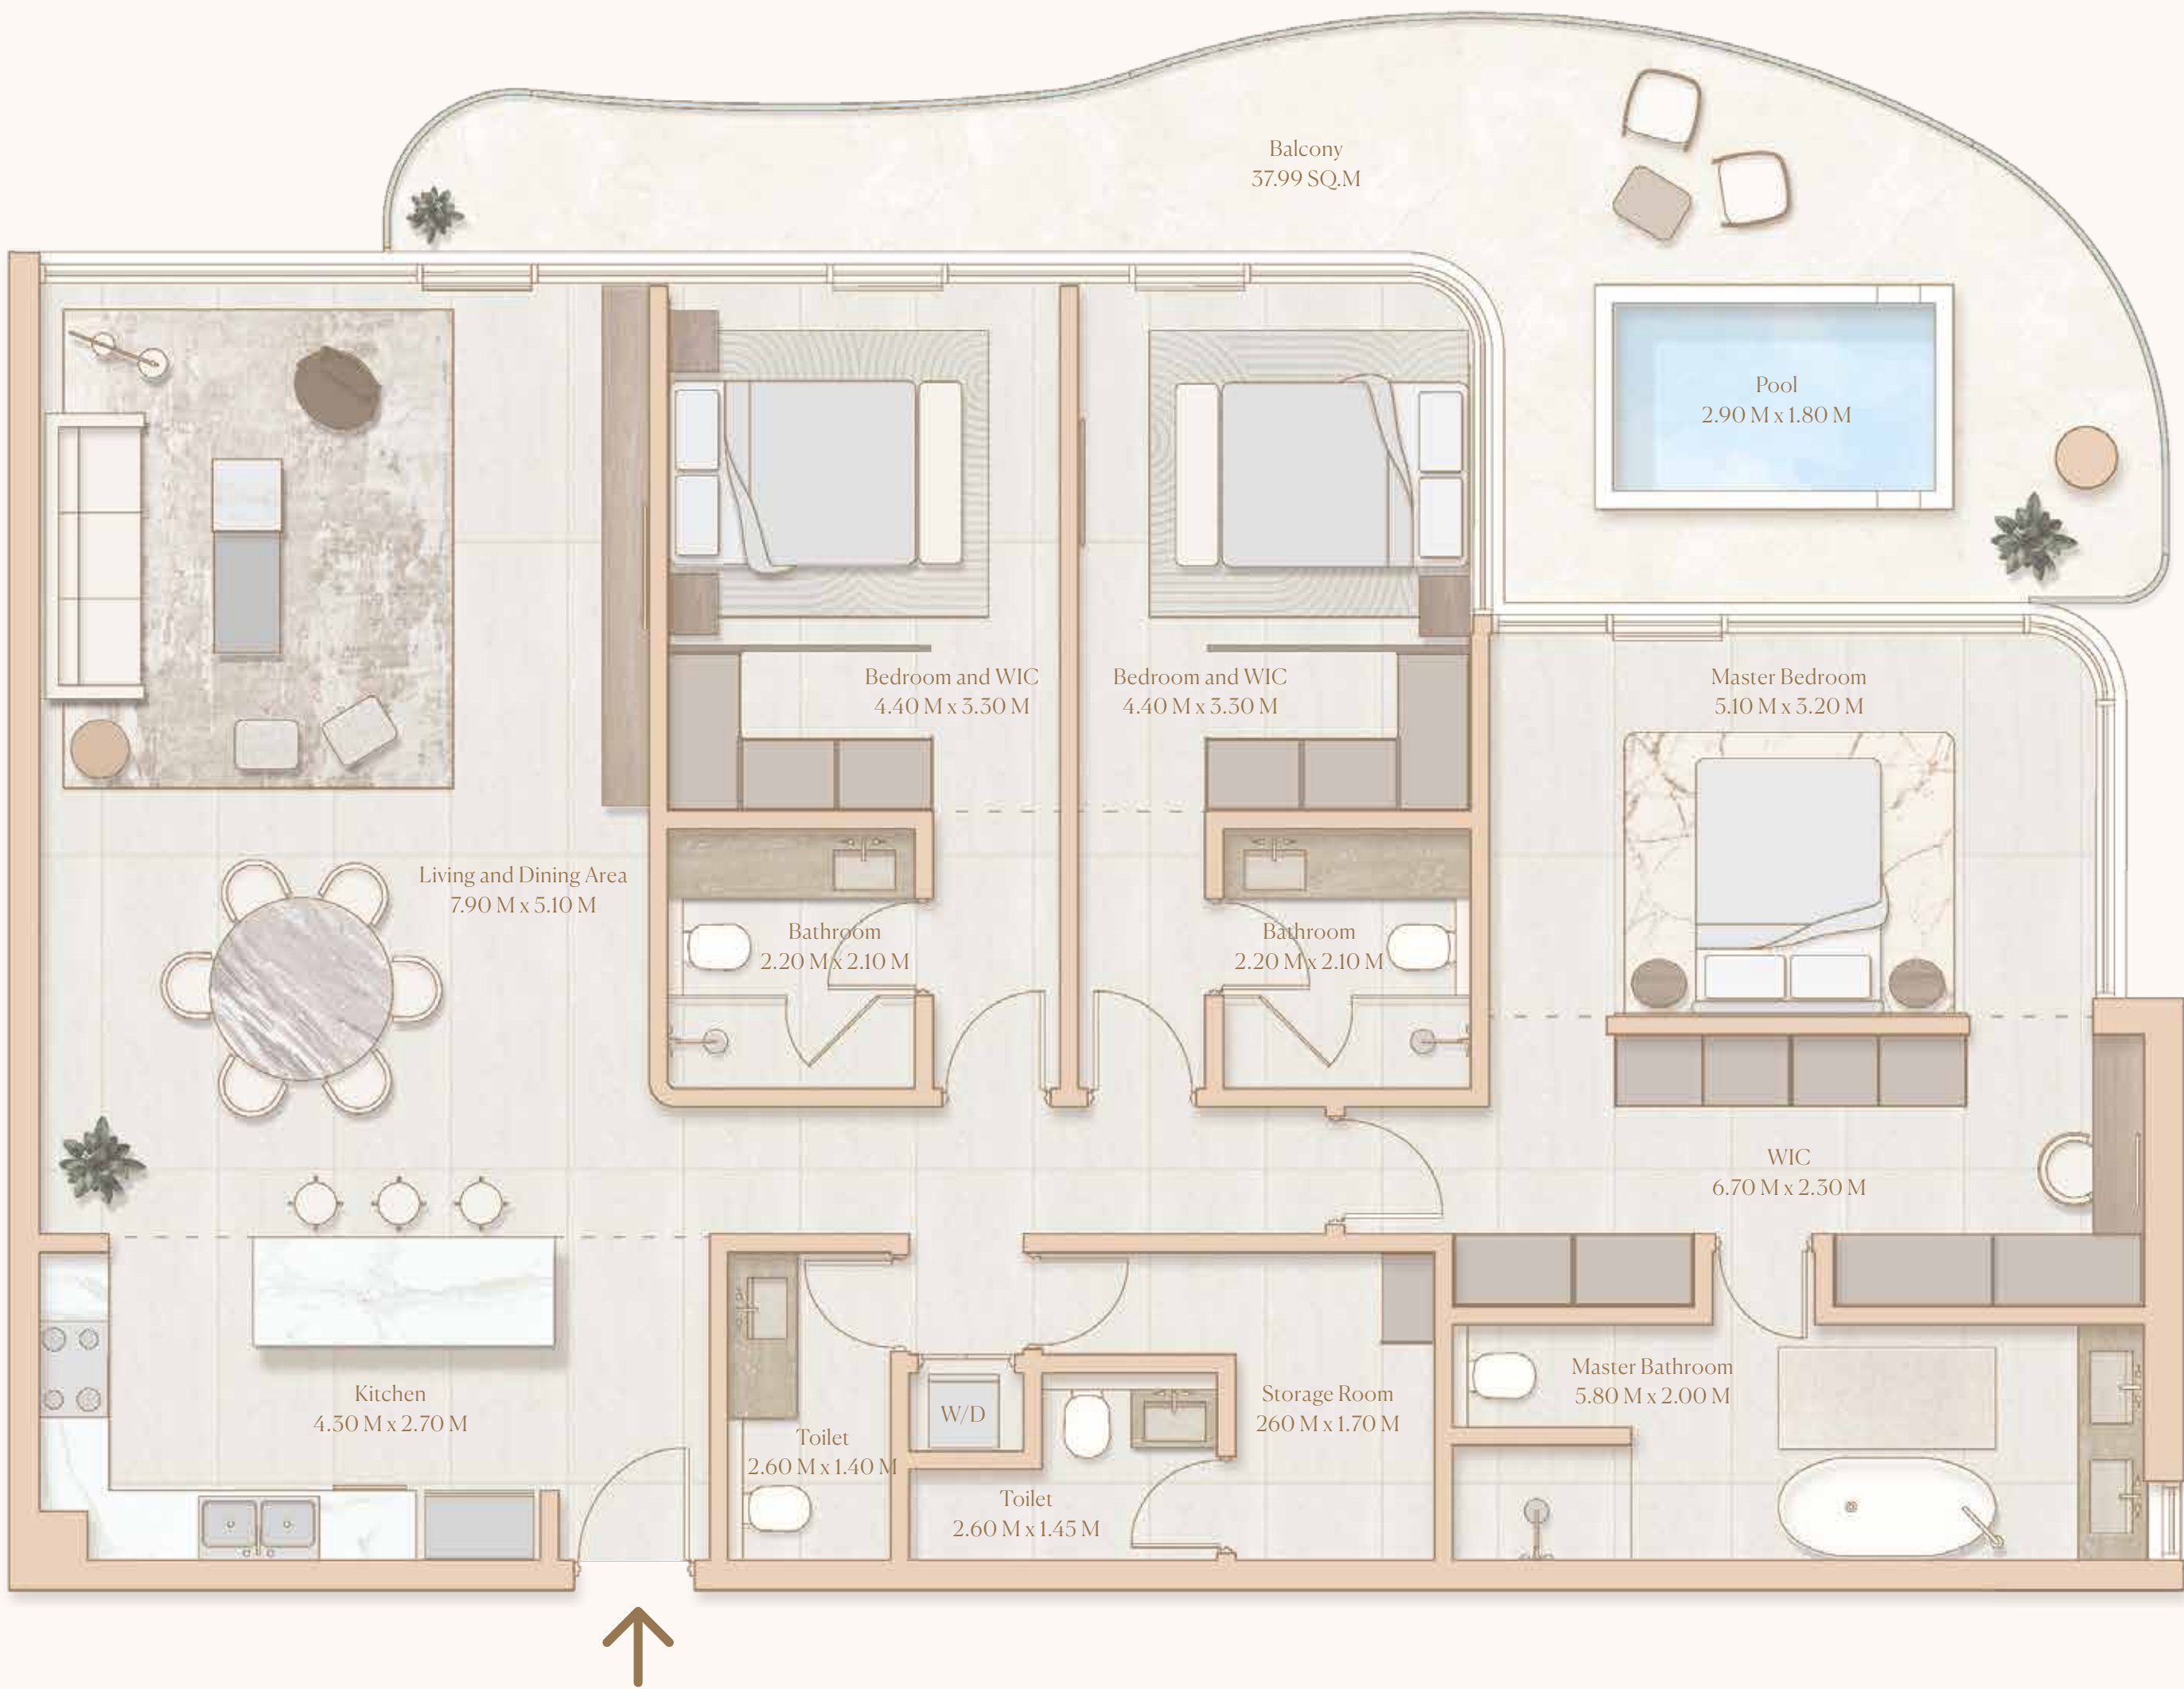 Balcony
37.99 SQ.M
Pool
2.90 M x 1.80 M
Bedroom and WIC
4.40 M x 3.30 M
Bedroom and WIC
4.40 M x 3.30 M
Master Bedroom
5.10 M x 3.20 M
Living and Dining Area
7.90 M x 5.10 M
Bathroom
2.20 M x 2.10 M
Bathroom
2.20 M x 2.10 M
WIC
6.70 M x 2.30 M
Kitchen
4.30 M x 2.70 M
Toilet
2.60 M x 1.40 M
W/D
Toilet
2.60 M x 1.45 M
Storage Room
260 M x 1.70 M
Master Bathroom
5.80 M x 2.00 M